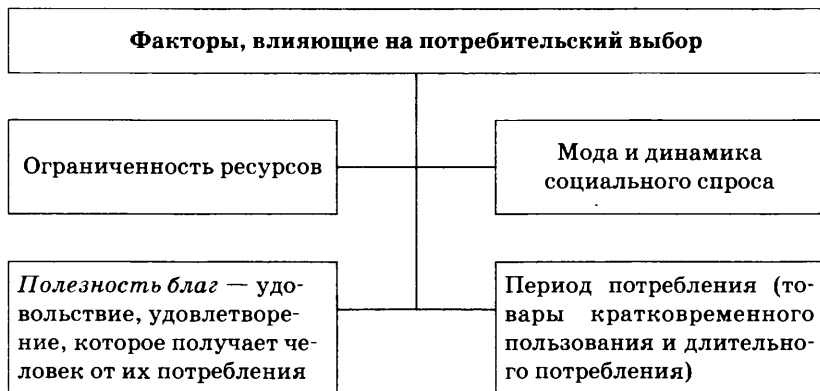 Факторы, влияющие на потребительский выбор
Ограниченность ресурсов
Мода и динамика
социального спроса
Полезность благ — удо-
вольствие, удовлетворе-
ние, которое получает че-
ловек от их потребления
Период потребления (то-
вары кратковременного
пользования и длительно-
го потребления)